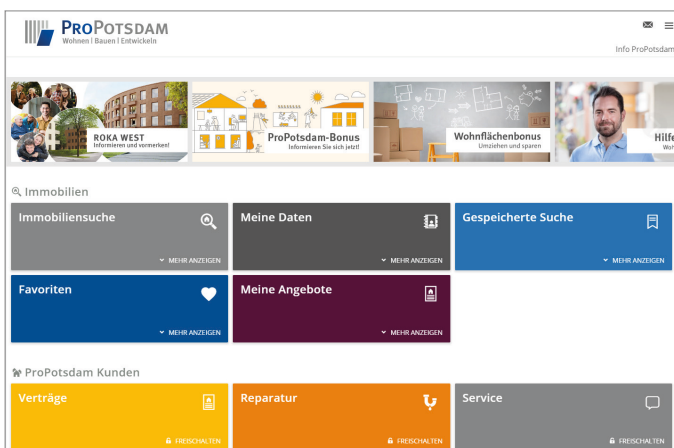 PROPOTSDAM
Wohnen | Bauen | Entwickeln
Info ProPotsdam
ROKA WEST
Informieren und vormerken!
ProPotsdam-Bonus
Informieren Sie sich jetzt!
Wohnflächenbonus
Umziehen und sparen
Hilfe
Immobilien
Immobiliensuche
MEHR ANZEIGEN
Meine Daten
MEHR ANZEIGEN
Gespeicherte Suche
MEHR ANZEIGEN
Favoriten
MEHR ANZEIGEN
Meine Angebote
MEHR ANZEIGEN
ProPotsdam Kunden
Verträge
FREISCHALTEN
Reparatur
FREISCHALTEN
Service
FREISCHALTEN